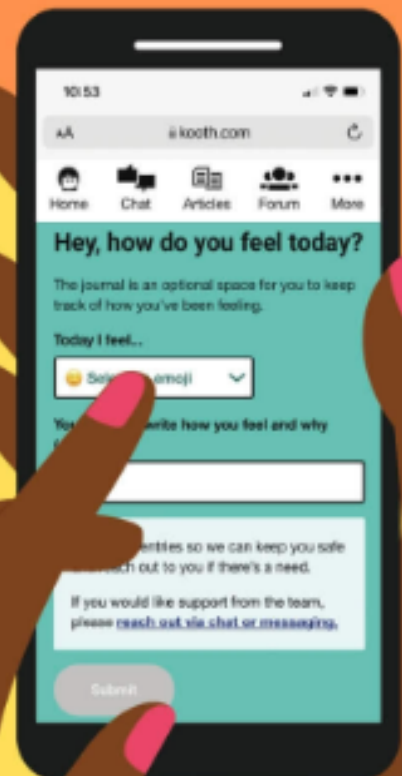 10:53
AA kooth.com
Home Chat Articles Forum More
Hey, how do you feel today?
The journal is an optional space for you to keep
track of how you've been feeling.
Today I feel...
emoji
write how you feel and why
entries so we can keep you safe
out to you if there's a need.
If you would like support from the team,
please reach out via chat or messaging.
Submit